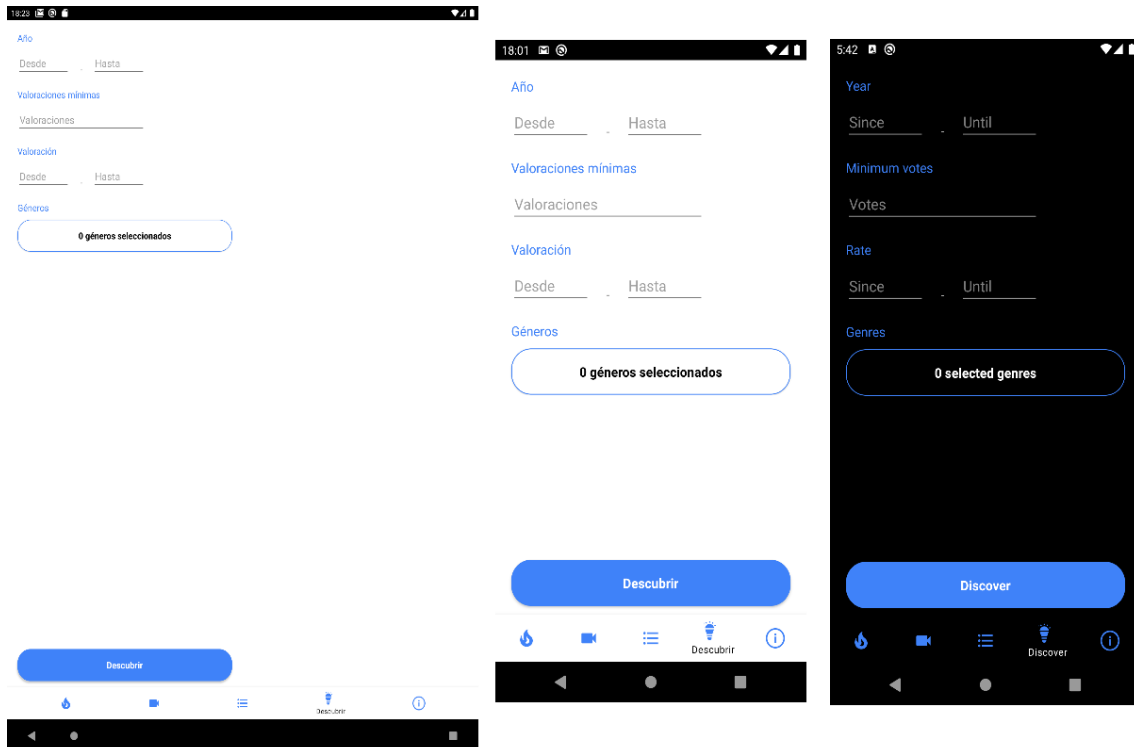 18:23
Año
Desde - Hasta
Valoraciones mínimas
Valoraciones
Valoración
Desde - Hasta
Géneros
0 géneros seleccionados
Descubrir
Descubrir
18:01
Año
Desde - Hasta
Valoraciones mínimas
Valoraciones
Valoración
Desde - Hasta
Géneros
0 géneros seleccionados
Descubrir
Descubrir
5:42
Year
Since - Until
Minimum votes
Votes
Rate
Since - Until
Genres
0 selected genres
Discover
Discover